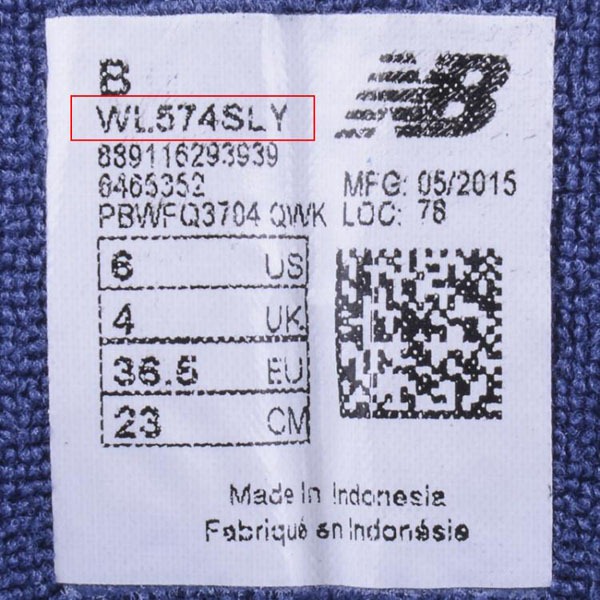 B
NB
WL574SLY
889116293939
6465352
MFG: 05/2015
PBWFQ3704 QWK
LOC: 78
6 US
4 UK
36.5 EU
23 CM
Made in Indonesia
Fabriqué en Indonésie